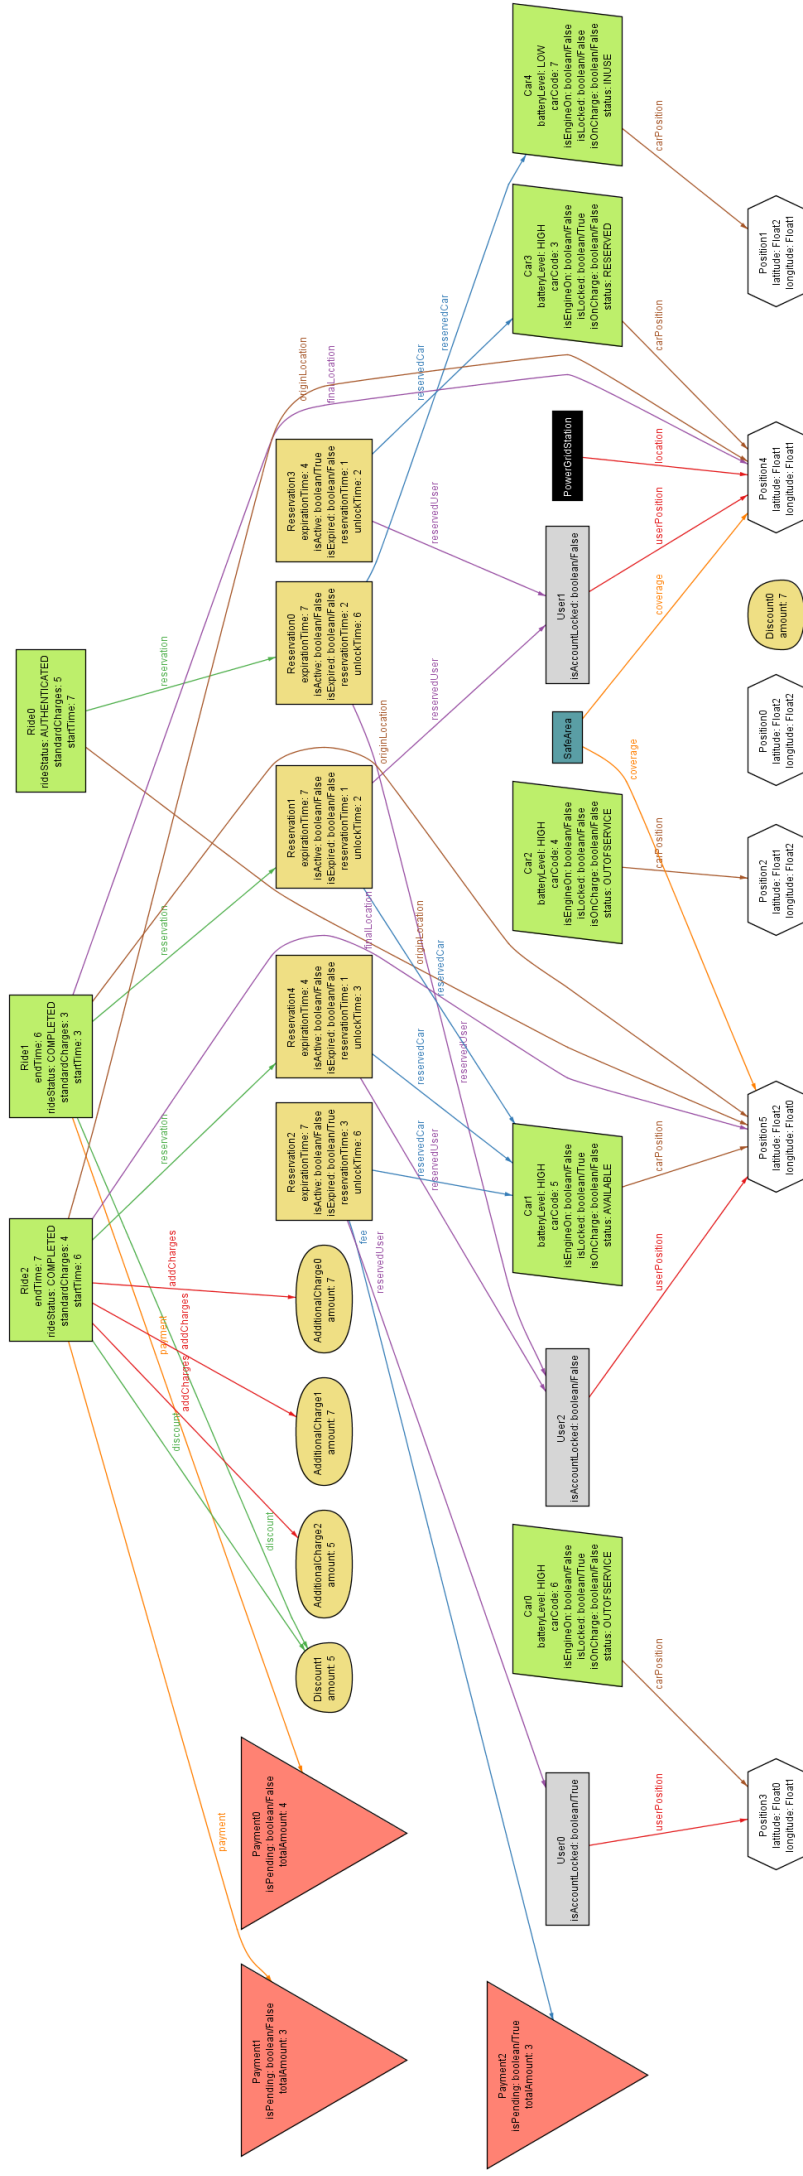 Ride0
rideStatus: AUTHENTICATED
standardCharges: 5
startTime: 7
Ride1
endTime: 6
rideStatus: COMPLETED
standardCharges: 3
startTime: 3
Ride2
endTime: 7
rideStatus: COMPLETED
standardCharges: 4
startTime: 6
reservation
reservation
reservation
originLocation
finalLocation
originLocation
finalLocation
originLocation
addCharges
addCharges
addCharges
payment
payment
discount
discount
Reservation3
expirationTime: 4
isActive: boolean/True
isExpired: boolean/False
reservationTime: 1
unlockTime: 2
Reservation0
expirationTime: 7
isActive: boolean/False
isExpired: boolean/False
reservationTime: 2
unlockTime: 6
Reservation1
expirationTime: 7
isActive: boolean/False
isExpired: boolean/False
reservationTime: 1
unlockTime: 2
Reservation4
expirationTime: 4
isActive: boolean/False
isExpired: boolean/False
reservationTime: 1
unlockTime: 3
Reservation2
expirationTime: 7
isActive: boolean/False
isExpired: boolean/True
reservationTime: 3
unlockTime: 6
AdditionalCharge0
amount: 7
AdditionalCharge1
amount: 7
AdditionalCharge2
amount: 5
Discount1
amount: 5
Payment0
isPending: boolean/False
totalAmount: 4
Payment1
isPending: boolean/False
totalAmount: 3
reservedCar
reservedCar
reservedUser
reservedUser
reservedCar
reservedUser
reservedCar
reservedUser
reservedCar
fee
reservedUser
Car4
batteryLevel: LOW
carCode: 7
isEngineOn: boolean/False
isLocked: boolean/False
isOnCharge: boolean/False
status: INUSE
Car3
batteryLevel: HIGH
carCode: 3
isEngineOn: boolean/False
isLocked: boolean/True
isOnCharge: boolean/False
status: RESERVED
PowerGridStation
User1
isAccountLocked: boolean/False
SafeArea
Car2
batteryLevel: HIGH
carCode: 4
isEngineOn: boolean/False
isLocked: boolean/False
isOnCharge: boolean/False
status: OUTOFSERVICE
Car1
batteryLevel: HIGH
carCode: 5
isEngineOn: boolean/False
isLocked: boolean/True
isOnCharge: boolean/False
status: AVAILABLE
User2
isAccountLocked: boolean/False
Car0
batteryLevel: HIGH
carCode: 6
isEngineOn: boolean/False
isLocked: boolean/True
isOnCharge: boolean/False
status: OUTOFSERVICE
User0
isAccountLocked: boolean/True
Payment2
isPending: boolean/True
totalAmount: 3
carPosition
carPosition
location
userPosition
coverage
coverage
carPosition
carPosition
userPosition
carPosition
userPosition
Position1
latitude: Float2
longitude: Float1
Position4
latitude: Float1
longitude: Float1
Discount0
amount: 7
Position0
latitude: Float2
longitude: Float2
Position2
latitude: Float1
longitude: Float2
Position5
latitude: Float2
longitude: Float0
Position3
latitude: Float0
longitude: Float1